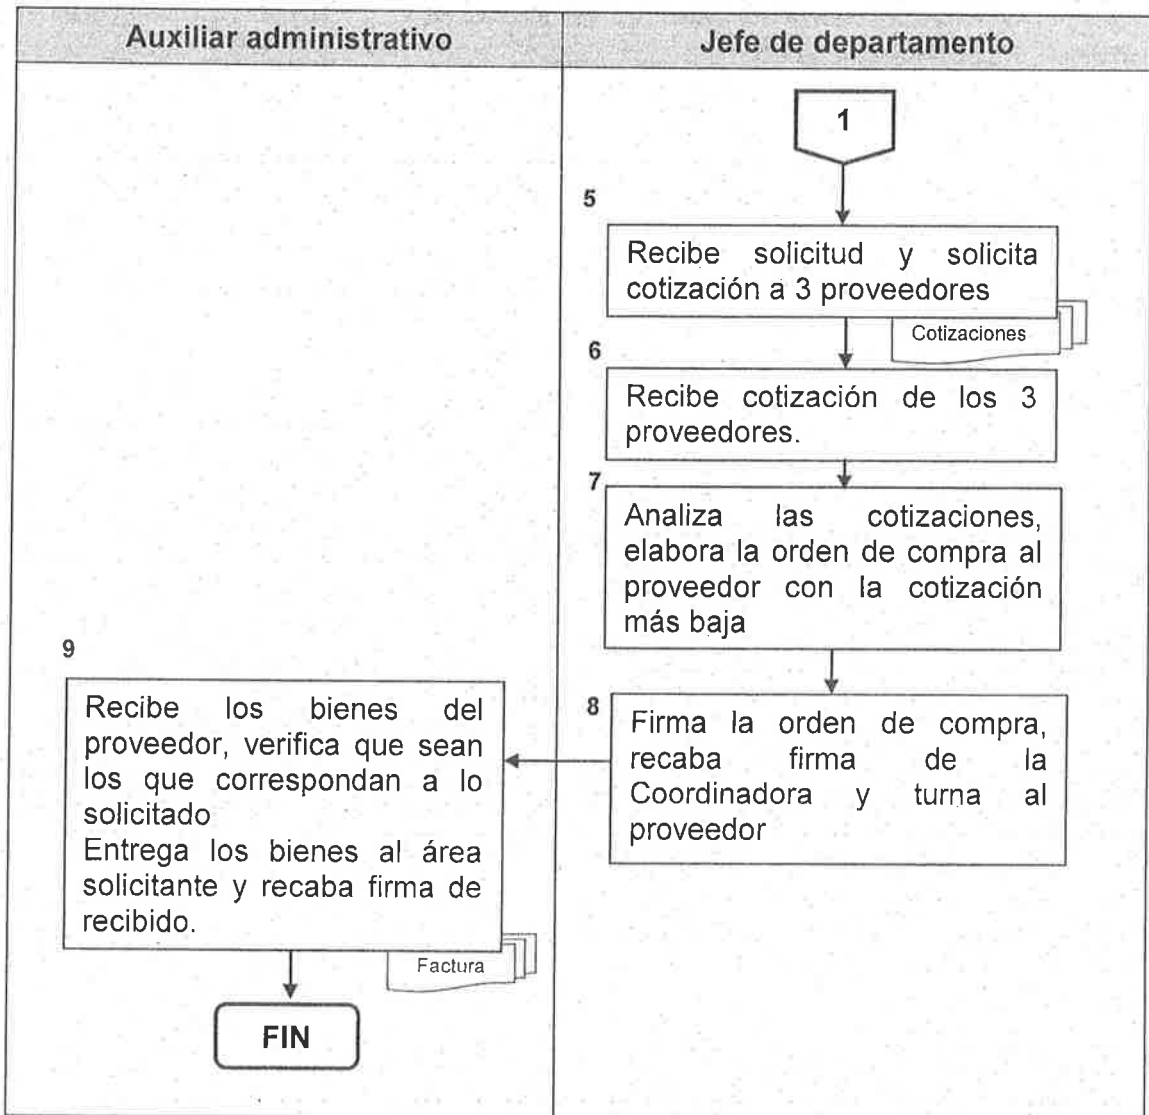 Auxiliar administrativo
Jefe de departamento
1
5
Recibe solicitud y solicita
cotización a 3 proveedores
Cotizaciones
6
Recibe cotización de los 3
proveedores.
7
Analiza las cotizaciones,
elabora la orden de compra al
proveedor con la cotización
más baja
8
Firma la orden de compra,
recaba firma de la
Coordinadora y turna al
proveedor
9
Recibe los bienes del
proveedor, verifica que sean
los que correspondan a lo
solicitado
Entrega los bienes al área
solicitante y recaba firma de
recibido.
Factura
FIN